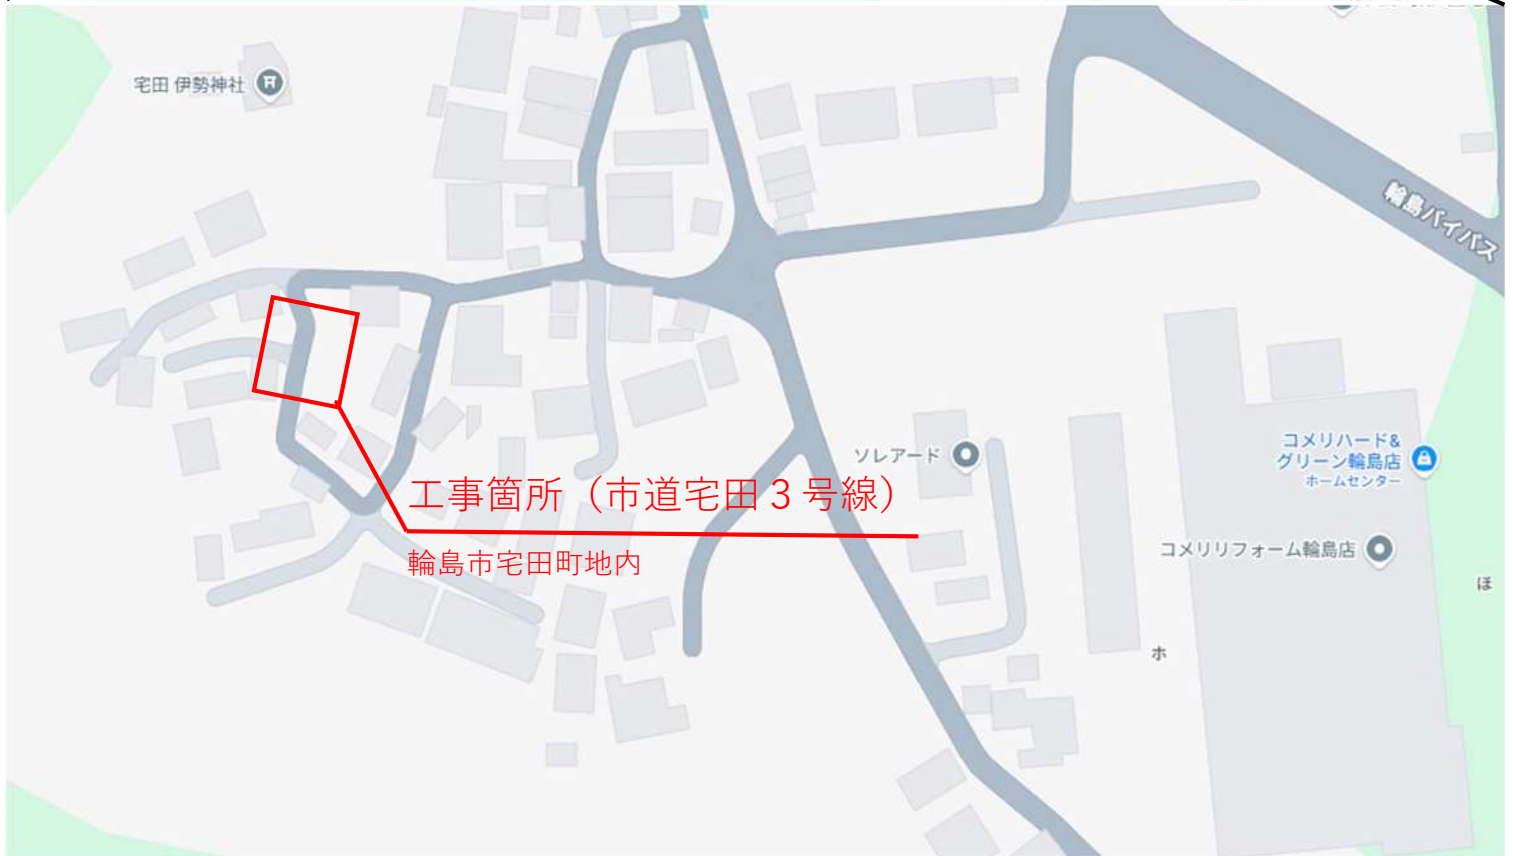 宅田 伊勢神社
輪島バイパス
ソレアード
コメリハード&
グリーン輪島店
ホームセンター
工事箇所（市道宅田３号線）
輪島市宅田町地内
コメリリフォーム輪島店
ほ
ホ